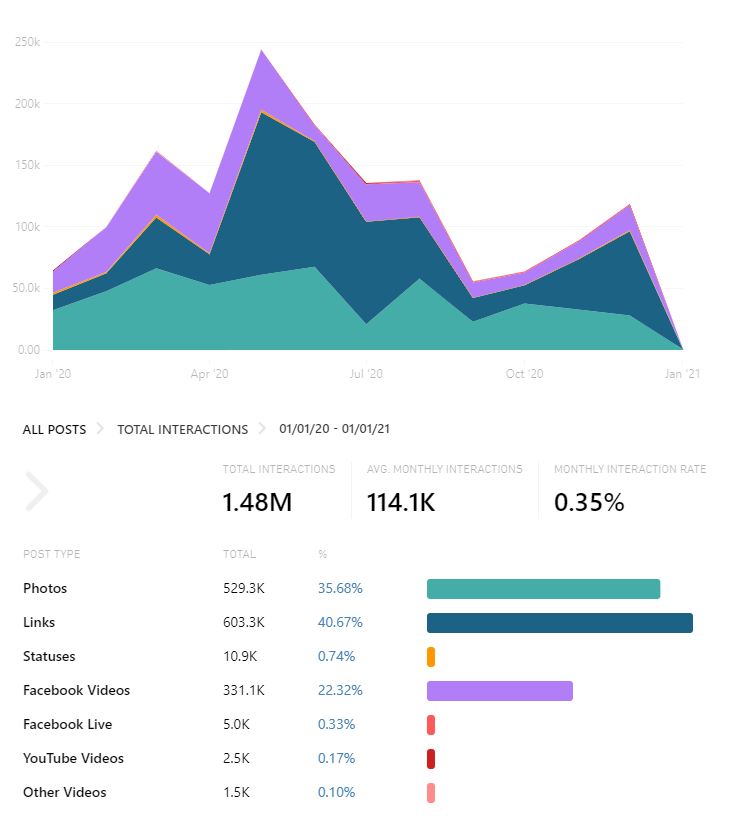 250k
200k
150k
100k
50.0k
0.00
Jan '20 Apr '20 Jul '20 Oct '20 Jan '21
ALL POSTS TOTAL INTERACTIONS 01/01/20 - 01/01/21
TOTAL INTERACTIONS AVG. MONTHLY INTERACTIONS MONTHLY INTERACTION RATE
1.48M 114.1K 0.35%
POST TYPE TOTAL %
Photos 529.3K 35.68%
Links 603.3K 40.67%
Statuses 10.9K 0.74%
Facebook Videos 331.1K 22.32%
Facebook Live 5.0K 0.33%
YouTube Videos 2.5K 0.17%
Other Videos 1.5K 0.10%